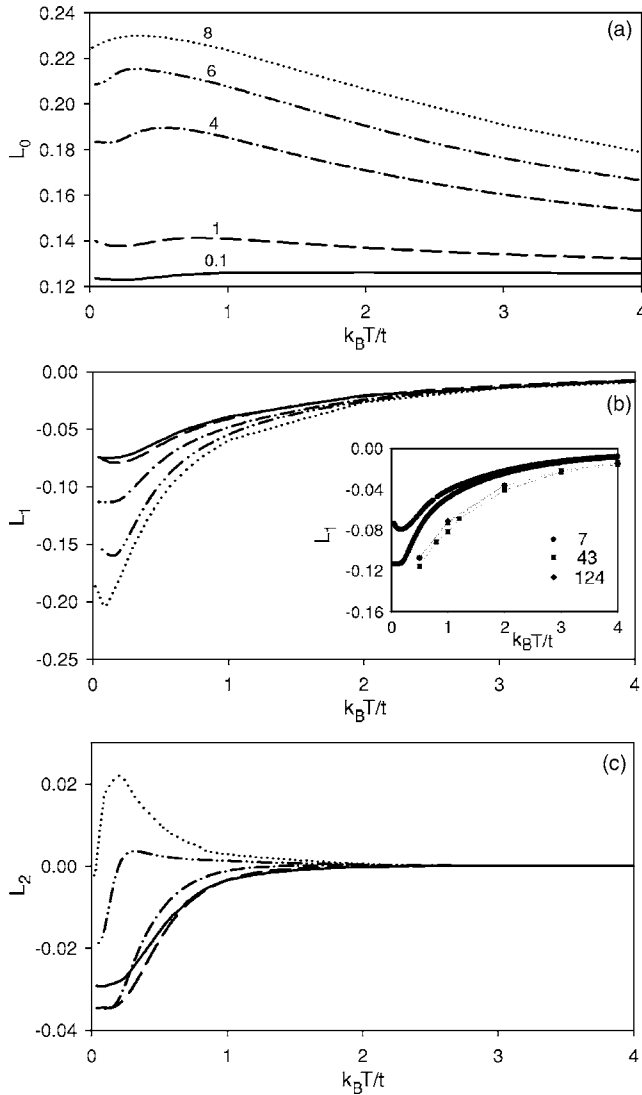 (a)
0.24
0.22
0.20
0.18
0.16
0.14
0.12
L0
8
6
4
1
0.1
0 1 2 3 4
kBT/t
(b)
0.00
-0.05
-0.10
-0.15
-0.20
-0.25
L1
0.00
-0.04
-0.08
-0.12
-0.16
L1
7
43
124
0 1 2 3 4
kBT/t
0 1 2 3 4
kBT/t
(c)
0.02
0.00
-0.02
-0.04
L2
0 1 2 3 4
kBT/t